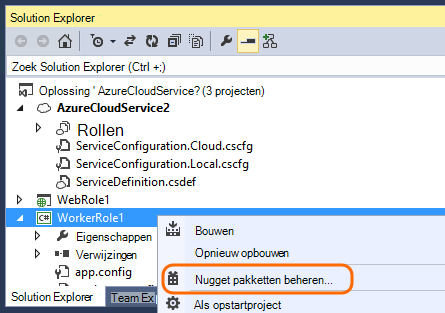 Solution Explorer
Zoek Solution Explorer (Ctrl +;)
Oplossing ' AzureCloudService? (3 projecten)
AzureCloudService2
Rollen
ServiceConfiguration.Cloud.cscfg
ServiceConfiguration.Local.cscfg
ServiceDefinition.csdef
WebRole1
C# WorkerRole1
Eigenschappen
Verwijzingen
app.config
Bouwen
Opnieuw opbouwen
Nugget pakketten beheren...
Als opstartproject
Solution Explorer
Team Exp